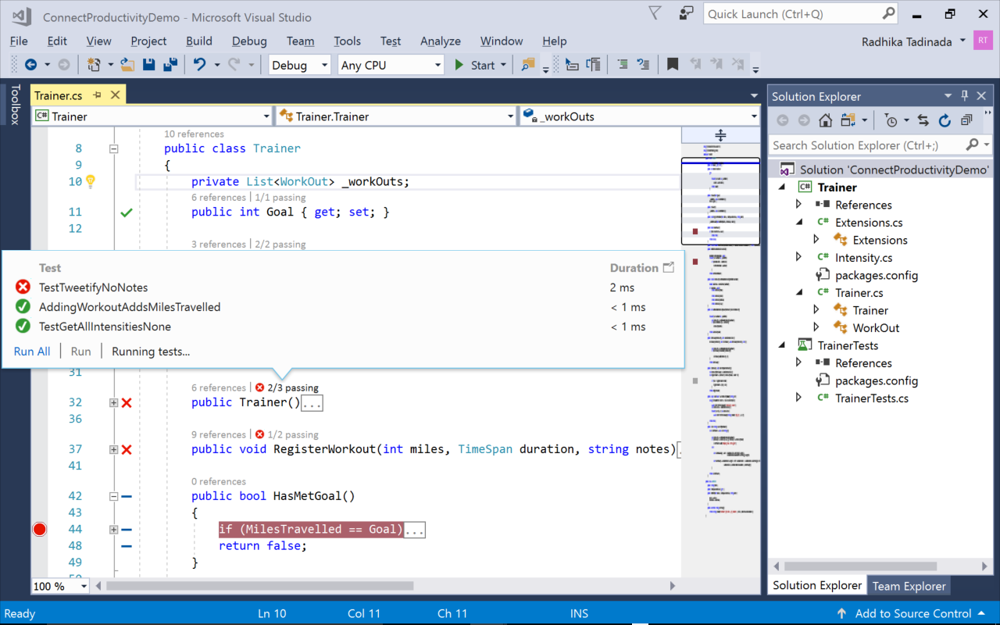 ConnectProductivityDemo - Microsoft Visual Studio
Quick Launch (Ctrl+Q)
File Edit View Project Build Debug Team Tools Test Analyze Window Help
Radhika Tadinada RT
Debug Any CPU Start
Toolbox
Trainer.cs
C# Trainer Trainer.Trainer _workOuts
10 references
8 public class Trainer
9 {
10 private List<WorkOut> _workOuts;
6 references | 1/1 passing
11 public int Goal { get; set; }
12
3 references | 2/2 passing
Test Duration
TestTweetifyNoNotes 2 ms
AddingWorkoutAddsMilesTravelled < 1 ms
TestGetAllIntensitiesNone < 1 ms
Run All | Run | Running tests...
31
6 references | 2/3 passing
32 public Trainer()...
36
9 references | 1/2 passing
37 public void RegisterWorkout(int miles, TimeSpan duration, string notes)
41
0 references
42 public bool HasMetGoal()
43 {
44 if (MilesTravelled == Goal)...
48 return false;
49 }
100 %
Solution Explorer
Search Solution Explorer (Ctrl+;)
Solution 'ConnectProductivityDemo'
C# Trainer
References
C# Extensions.cs
Extensions
C# Intensity.cs
packages.config
C# Trainer.cs
Trainer
WorkOut
TrainerTests
References
packages.config
C# TrainerTests.cs
Solution Explorer Team Explorer
Ready Ln 10 Col 11 Ch 11 INS Add to Source Control